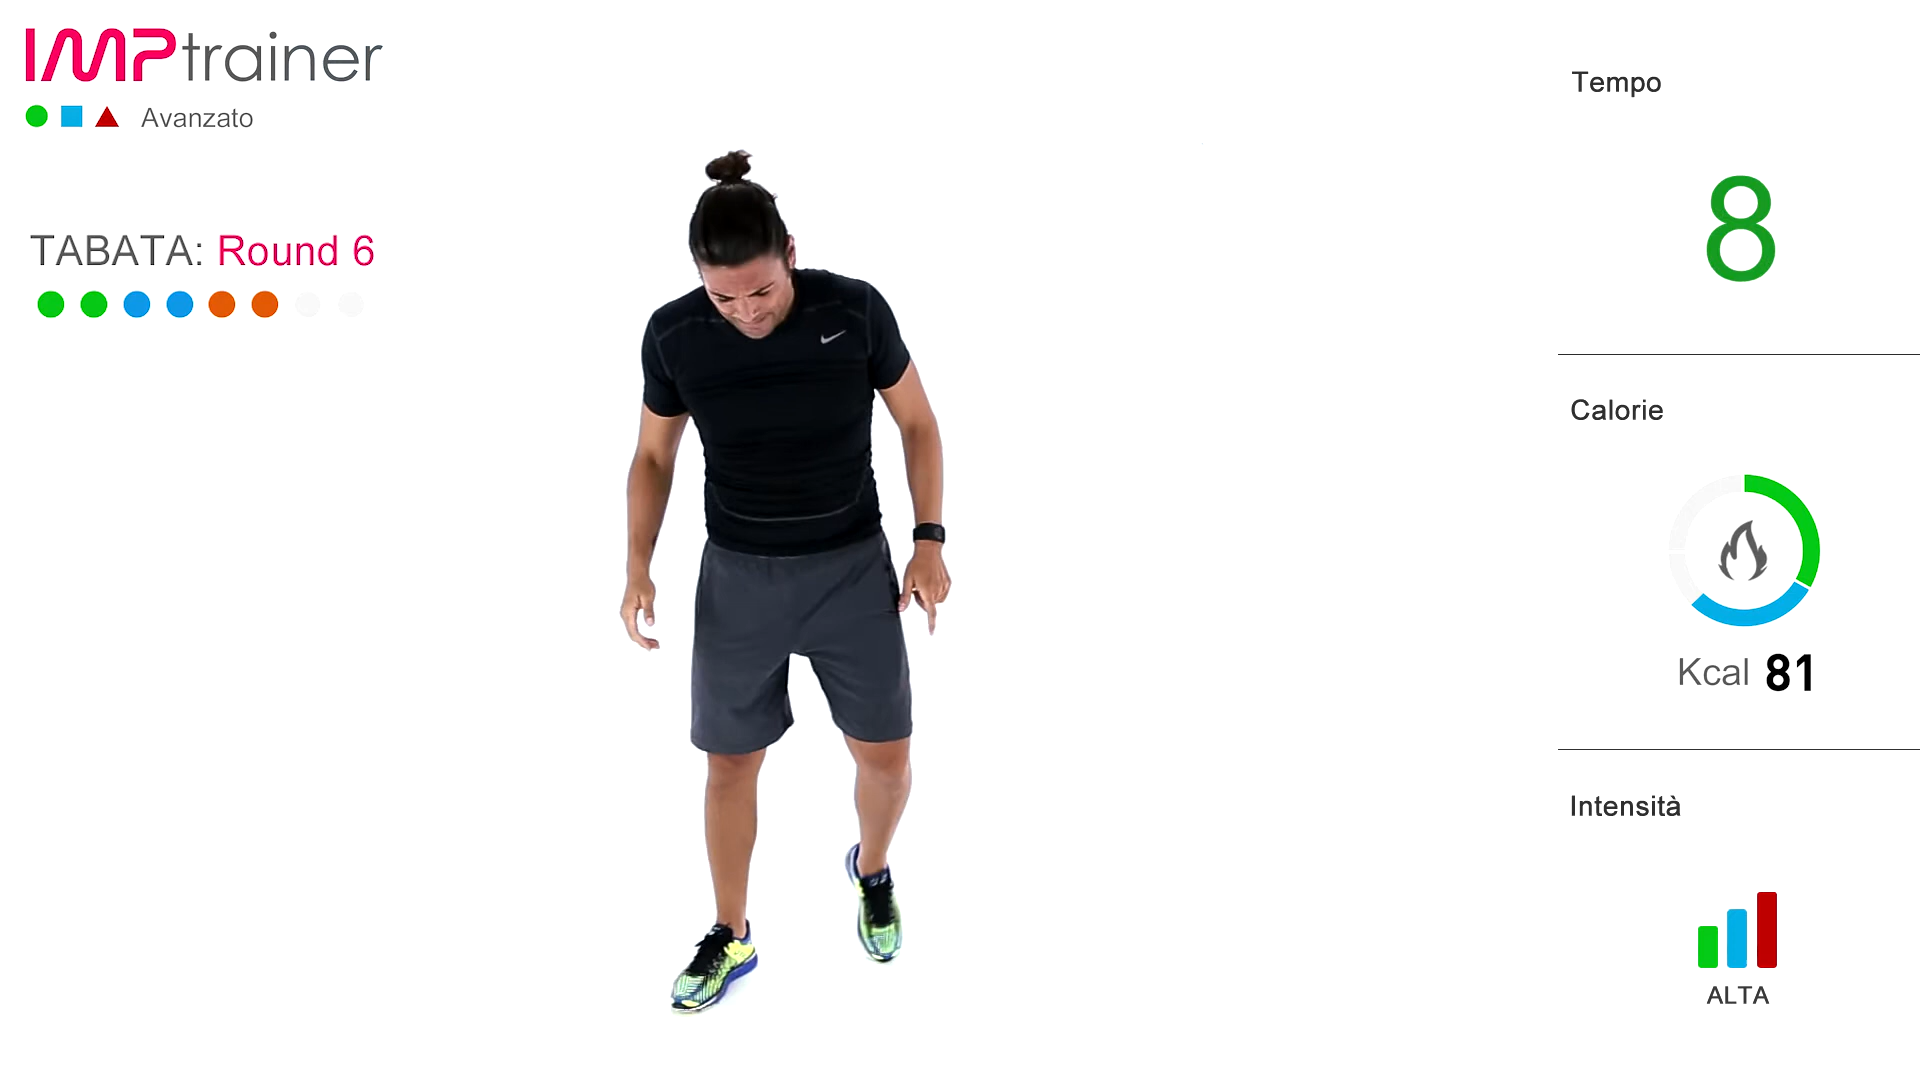 IMPtrainer
Avanzato
TABATA: Round 6
Tempo
8
Calorie
Kcal 81
Intensità
ALTA